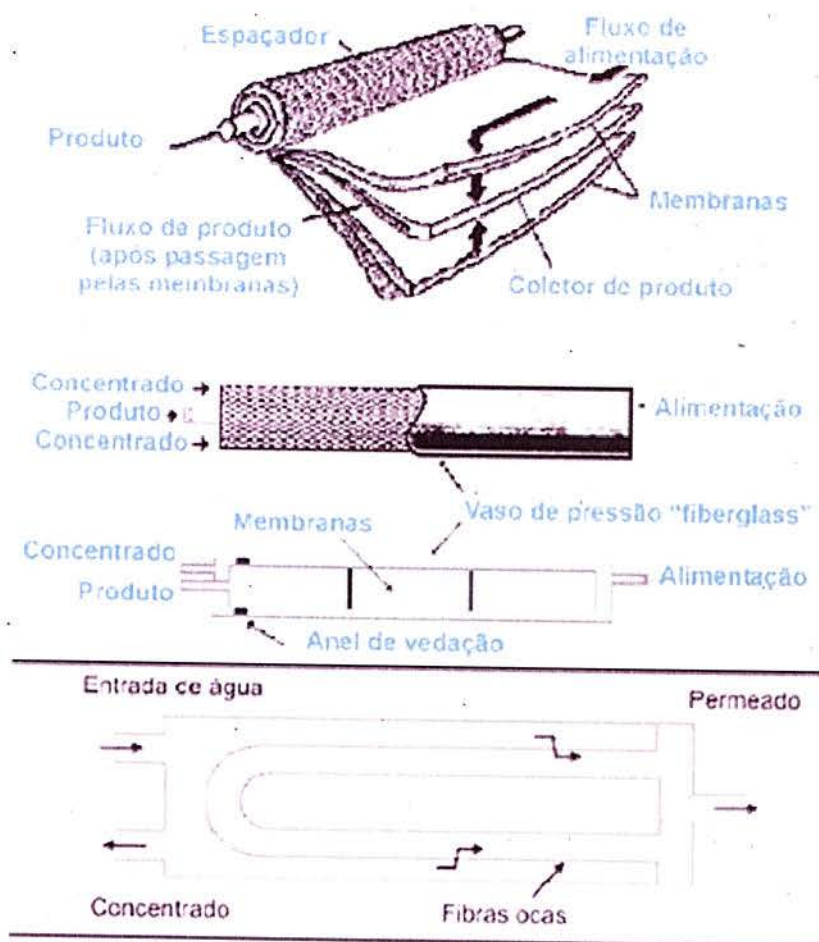 Espaçador
Fluxo de
alimentação
Produto
Membranas
Fluxo de produto
(após passagem
pelas membranas)
Coletor de produto
Concentrado
Produto
Concentrado
Alimentação
Vaso de pressão "fiberglass"
Membranas
Concentrado
Produto
Alimentação
Anel de vedação
Entrada de água
Permeado
Concentrado
Fibras ocas